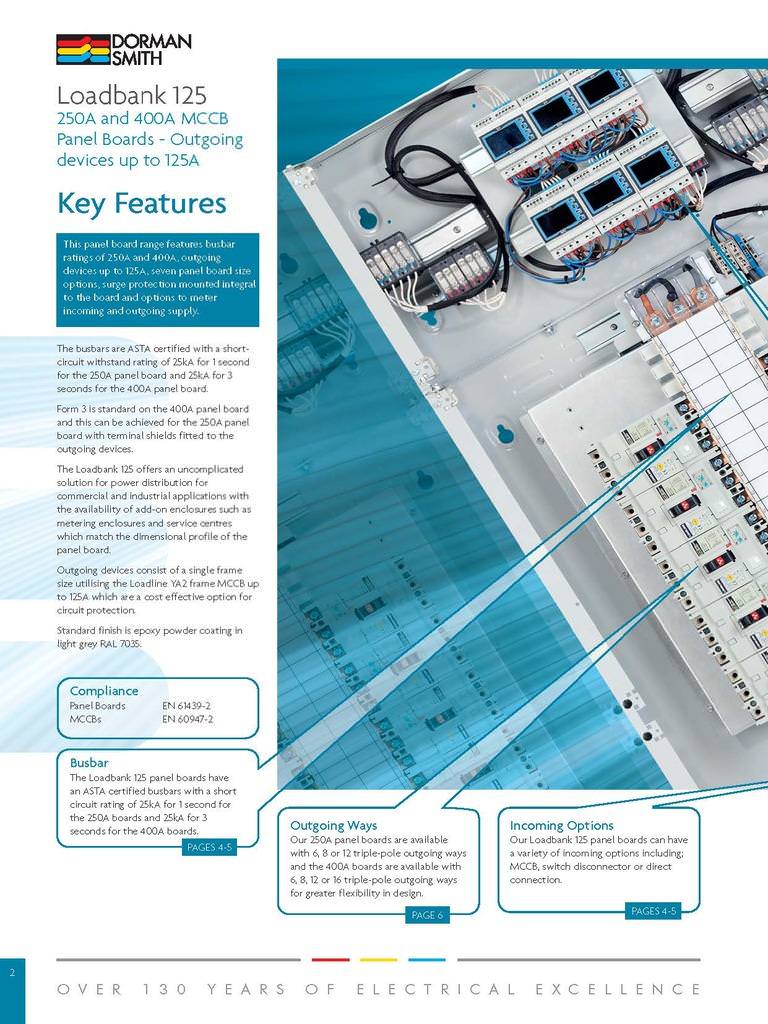 DORMAN
SMITH
Loadbank 125
250A and 400A MCCB
Panel Boards - Outgoing
devices up to 125A
Key Features
This panel board range features busbar
ratings of 250A and 400A, outgoing
devices up to 125A, seven panel board size
options, surge protection mounted integral
to the board and options to meter
incoming and outgoing supply.
The busbars are ASTA certified with a short-
circuit withstand rating of 25kA for 1 second
for the 250A panel board and 25kA for 3
seconds for the 400A panel board.
Form 3 is standard on the 400A panel board
and this can be achieved for the 250A panel
board with terminal shields fitted to the
outgoing devices.
The Loadbank 125 offers an uncomplicated
solution for power distribution for
commercial and industrial applications with
the availability of add-on enclosures such as
metering enclosures and service centres
which match the dimensional profile of the
panel board.
Outgoing devices consist of a single frame
size utilising the Loadline YA2 frame MCCB up
to 125A which are a cost effective option for
circuit protection.
Standard finish is epoxy powder coating in
light grey RAL 7035.
Compliance
Panel Boards EN 61439-2
MCCBs EN 60947-2
Busbar
The Loadbank 125 panel boards have
an ASTA certified busbars with a short
circuit rating of 25kA for 1 second for
the 250A boards and 25kA for 3
seconds for the 400A boards.
PAGES 4-5
Outgoing Ways
Our 250A panel boards are available
with 6, 8 or 12 triple-pole outgoing ways
and the 400A boards are available with
6, 8, 12 or 16 triple-pole outgoing ways
for greater flexibility in design.
PAGE 6
Incoming Options
Our Loadbank 125 panel boards can have
a variety of incoming options including;
MCCB, switch disconnector or direct
connection.
PAGES 4-5
2
OVER 130 YEARS OF ELECTRICAL EXCELLENCE